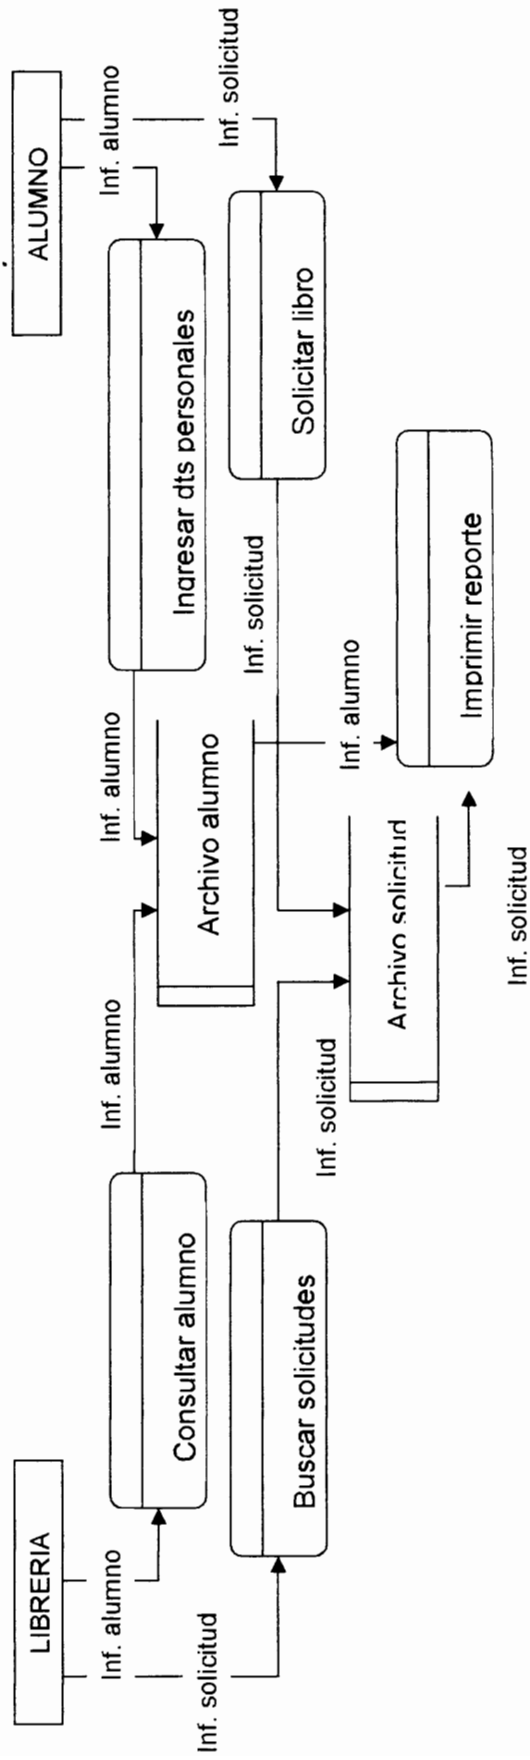 LIBRERIA
ALUMNO
Inf. alumno
Inf. alumno
Inf. alumno
Inf. alumno
Inf. solicitud
Inf. solicitud
Consultar alumno
Ingresar dts personales
Archivo alumno
Buscar solicitudes
Solicitar libro
Inf. solicitud
Inf. solicitud
Inf. alumno
Archivo solicitud
Imprimir reporte
Inf. solicitud